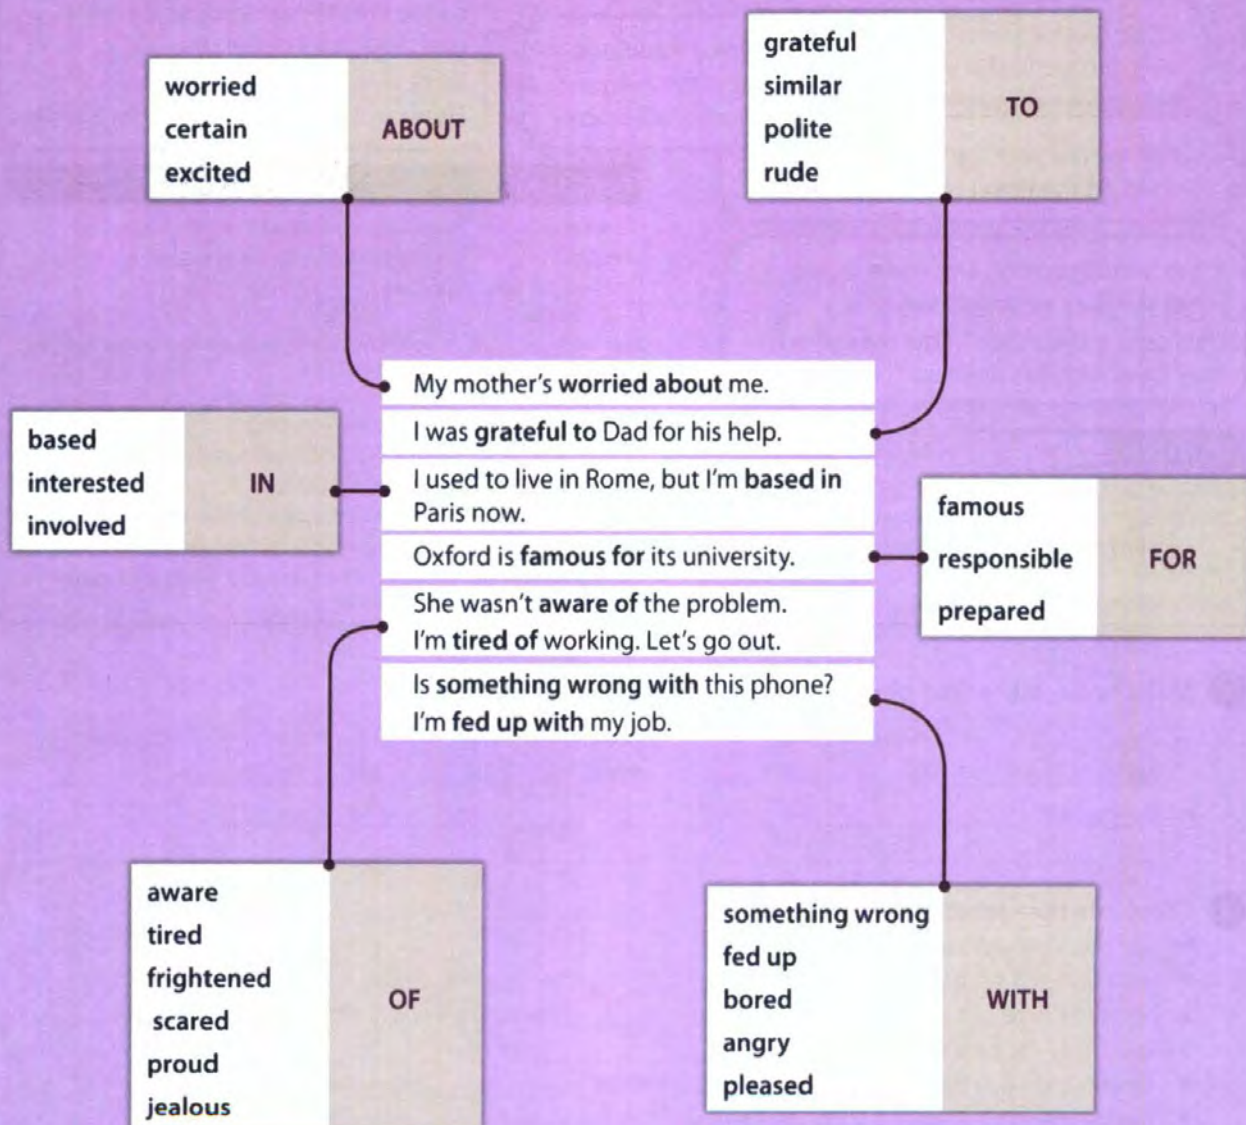 worried
certain
excited
ABOUT
grateful
similar
polite
rude
TO
My mother's worried about me.
I was grateful to Dad for his help.
I used to live in Rome, but I'm based in
Paris now.
Oxford is famous for its university.
She wasn't aware of the problem.
I'm tired of working. Let's go out.
Is something wrong with this phone?
I'm fed up with my job.
based
interested
involved
IN
famous
responsible
prepared
FOR
aware
tired
frightened
scared
proud
jealous
OF
something wrong
fed up
bored
angry
pleased
WITH